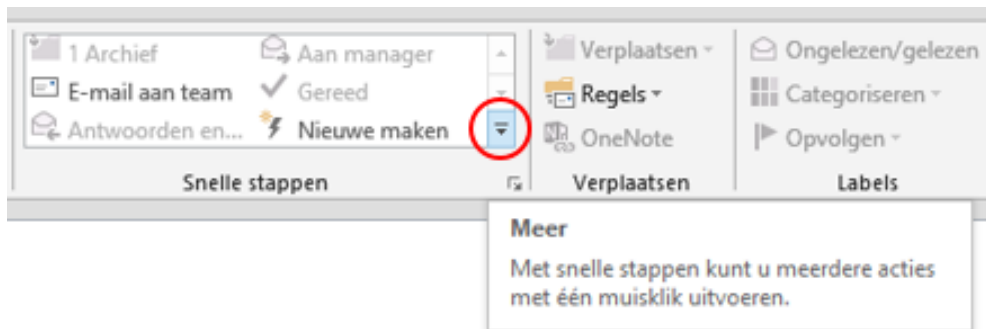 1 Archief
Aan manager
E-mail aan team
Gereed
Antwoorden en...
Nieuwe maken
Snelle stappen
Verplaatsen
Regels
OneNote
Verplaatsen
Ongelezen/gelezen
Categoriseren
Opvolgen
Labels
Meer
Met snelle stappen kunt u meerdere acties
met één muisklik uitvoeren.